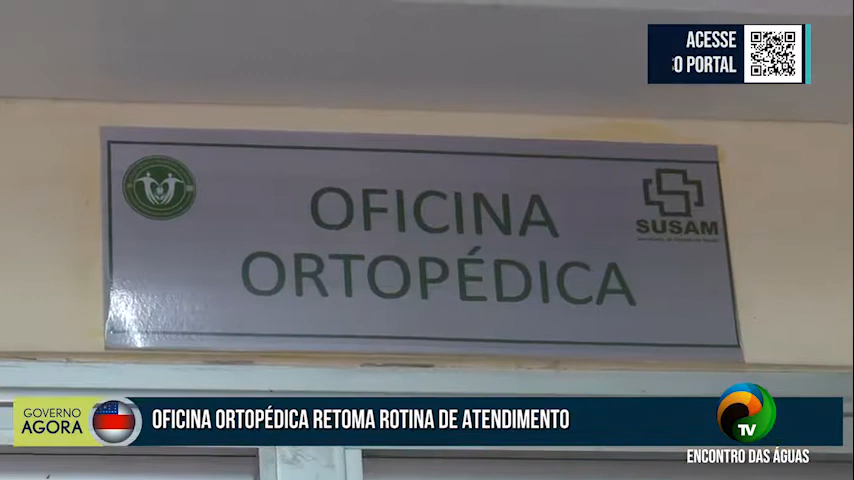 ACESSE
O PORTAL
OFICINA
ORTOPÉDICA
SUSAM
GOVERNO
AGORA
OFICINA ORTOPÉDICA RETOMA ROTINA DE ATENDIMENTO
TV
ENCONTRO DAS ÁGUAS